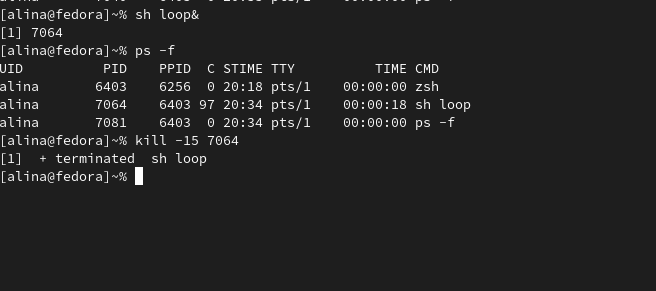 [alina@fedora]~% sh loop&
[1] 7064
[alina@fedora]~% ps -f
UID          PID    PPID  C STIME TTY          TIME CMD
alina       6403    6256  0 20:18 pts/1    00:00:00 zsh
alina       7064    6403 97 20:34 pts/1    00:00:18 sh loop
alina       7081    6403  0 20:34 pts/1    00:00:00 ps -f
[alina@fedora]~% kill -15 7064
[1]  + terminated  sh loop
[alina@fedora]~%